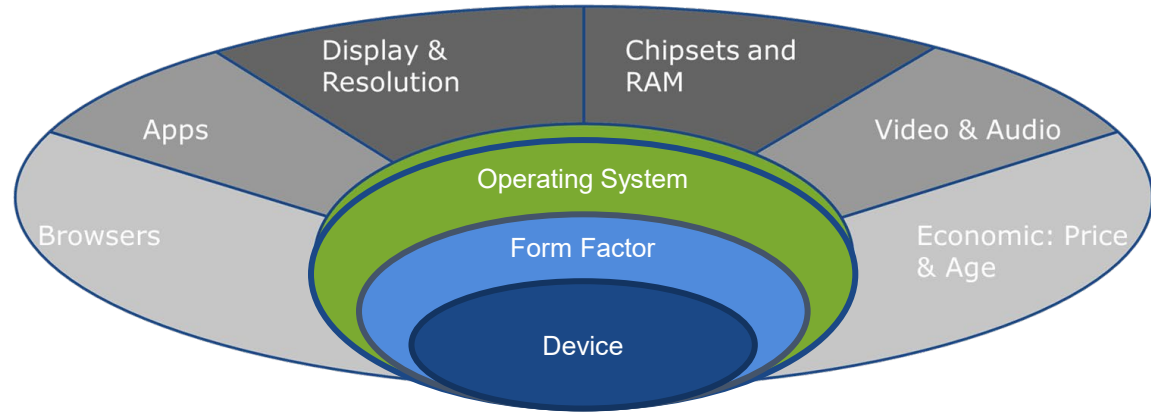 Display &
Resolution
Chipsets and
RAM
Apps
Video & Audio
Operating System
Browsers
Form Factor
Economic: Price
& Age
Device